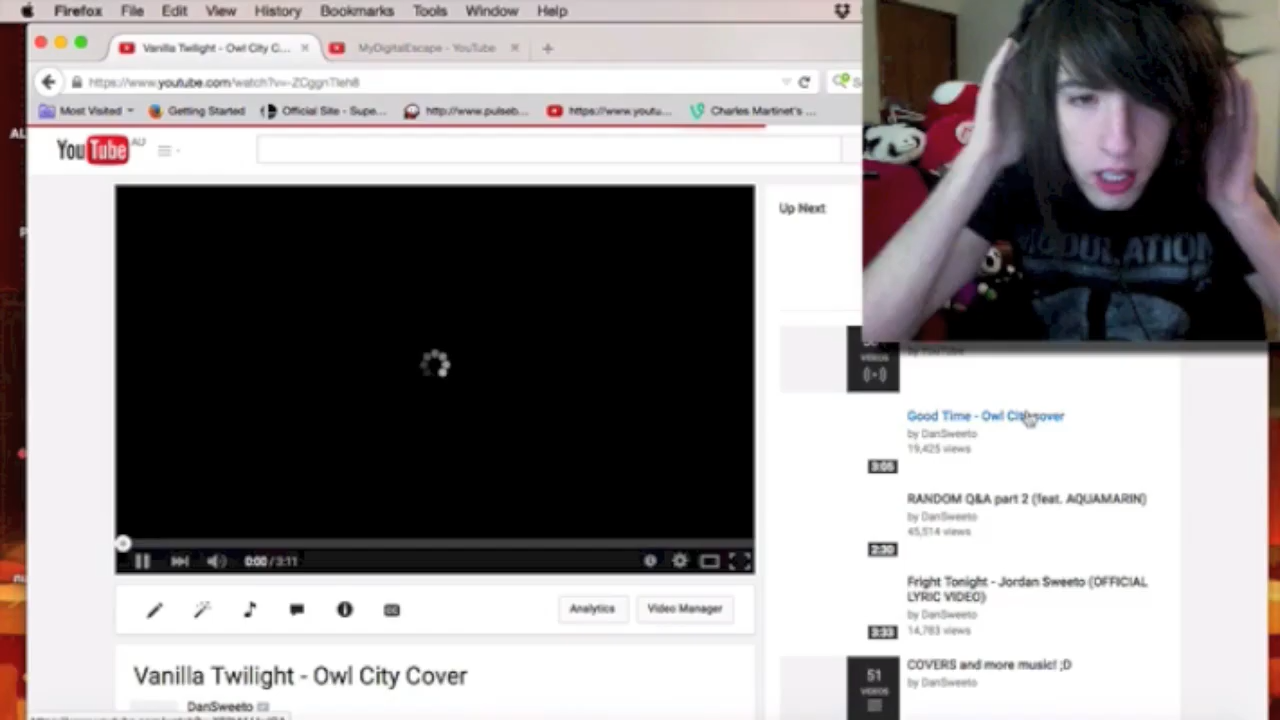 Firefox File Edit View History Bookmarks Tools Window Help
Vanilla Twilight - Owl City C...
MyDigitalEscape - YouTube
Most Visited
Getting Started
Official Site - Supe...
http://www.pulseb...
https://www.youtu...
Charles Martinet's ...
YouTube AU
Up Next
MODULATION
VIDEOS
by YouTube
Good Time - Owl City cover
by DanSweeto
19,425 views
3:05
RANDOM Q&A part 2 (feat. AQUAMARIN)
by DanSweeto
45,514 views
2:30
Fright Tonight - Jordan Sweeto (OFFICIAL
LYRIC VIDEO)
by DanSweeto
14,783 views
3:33
0:00 / 3:11
Analytics
Video Manager
Vanilla Twilight - Owl City Cover
DanSweeto
51
VIDEOS
COVERS and more music! ;D
by DanSweeto